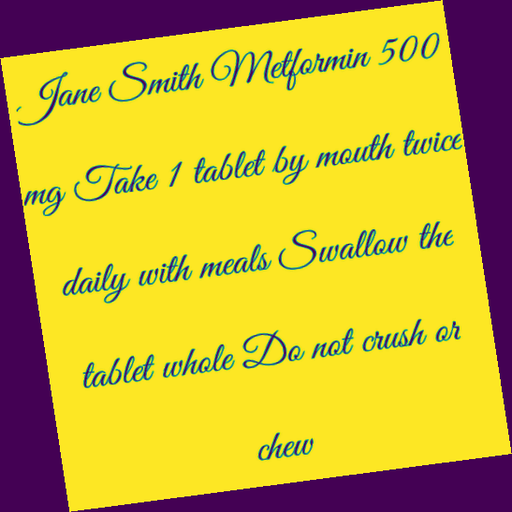 Jane Smith Metformin 500
mg Take 1 tablet by mouth twice
daily with meals Swallow the
tablet whole Do not crush or
chew